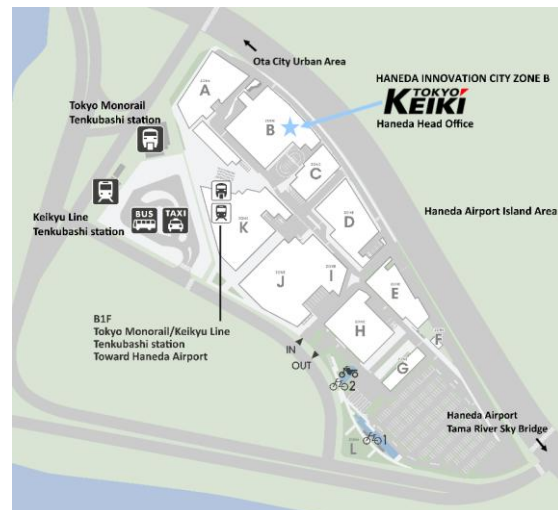 Ota City Urban Area
HANEDA INNOVATION CITY ZONE B
TOKYO
KEIKI
Haneda Head Office
Tokyo Monorail
Tenkubashi station
Keikyu Line
Tenkubashi station
BUS
TAXI
Haneda Airport Island Area
A
B
C
D
K
E
J
I
H
F
G
B1F
Tokyo Monorail/Keikyu Line
Tenkubashi station
Toward Haneda Airport
IN
OUT
2
1
L
Haneda Airport
Tama River Sky Bridge